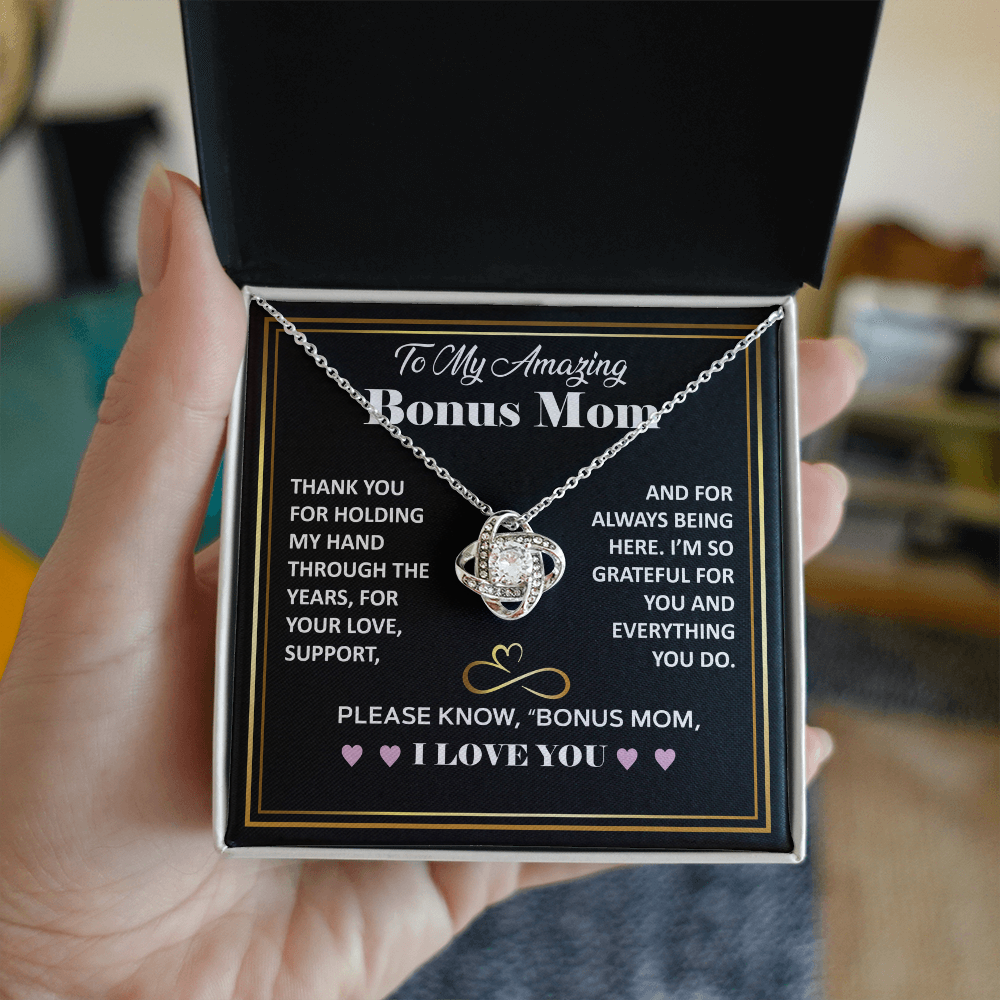 To My Amazing
Bonus Mom
THANK YOU
FOR HOLDING
MY HAND
THROUGH THE
YEARS, FOR
YOUR LOVE,
SUPPORT,
AND FOR
ALWAYS BEING
HERE. I'M SO
GRATEFUL FOR
YOU AND
EVERYTHING
YOU DO.
PLEASE KNOW, “BONUS MOM,
I LOVE YOU